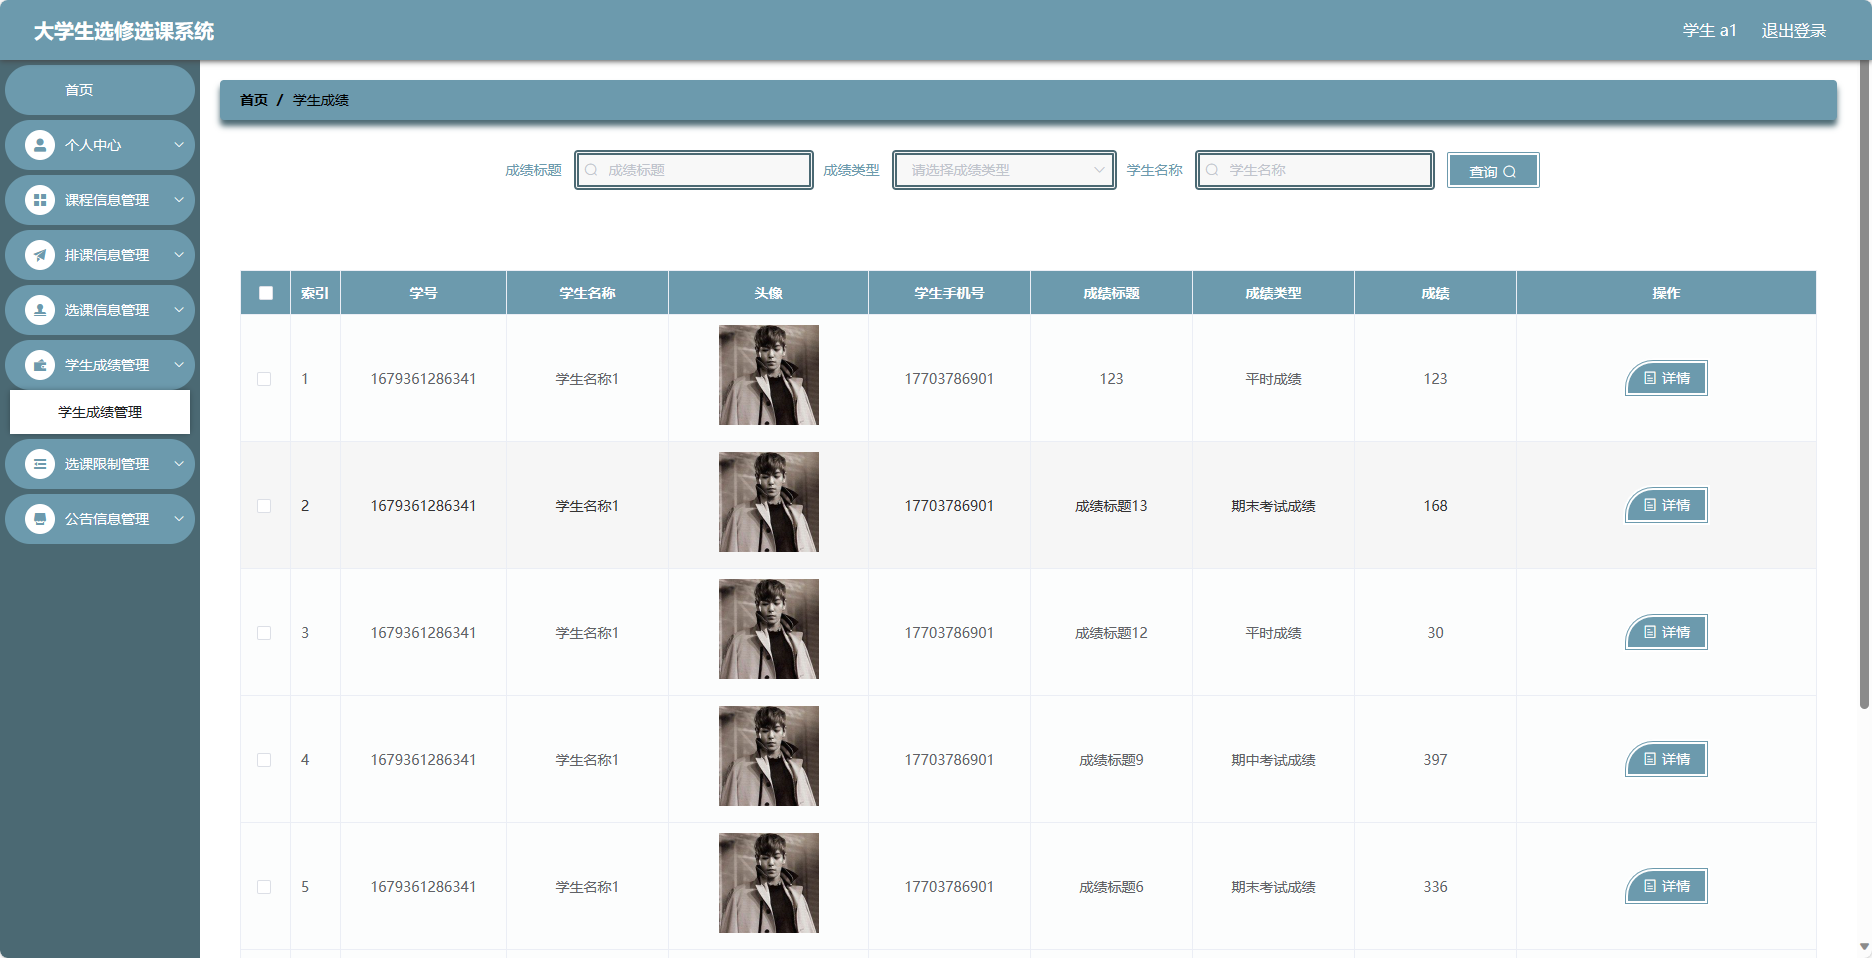 大学生选修选课系统
学生 a1 退出登录
首页
个人中心
课程信息管理
排课信息管理
选课信息管理
学生成绩管理
学生成绩管理
选课限制管理
公告信息管理
首页 / 学生成绩
成绩标题 成绩标题 成绩类型 请选择成绩类型 学生名称 学生名称 查询
索引 学号 学生名称 头像 学生手机号 成绩标题 成绩类型 成绩 操作
1 1679361286341 学生名称1 17703786901 123 平时成绩 123 详情
2 1679361286341 学生名称1 17703786901 成绩标题13 期末考试成绩 168 详情
3 1679361286341 学生名称1 17703786901 成绩标题12 平时成绩 30 详情
4 1679361286341 学生名称1 17703786901 成绩标题9 期中考试成绩 397 详情
5 1679361286341 学生名称1 17703786901 成绩标题6 期末考试成绩 336 详情